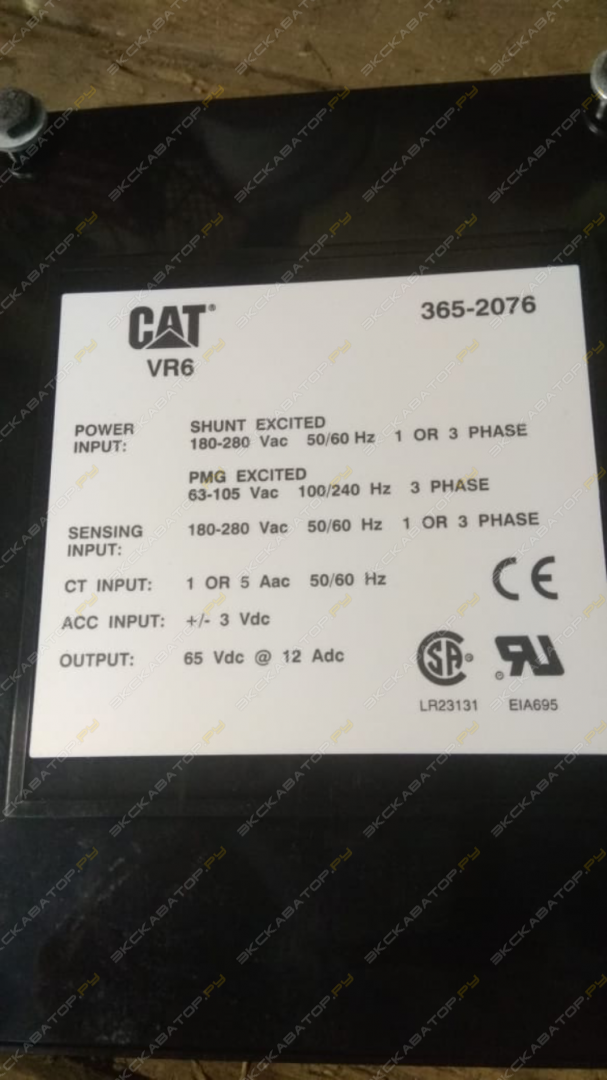 CAT®
365-2076
VR6
POWER INPUT: SHUNT EXCITED
180-280 Vac 50/60 Hz 1 OR 3 PHASE
PMG EXCITED
63-105 Vac 100/240 Hz 3 PHASE
SENSING INPUT: 180-280 Vac 50/60 Hz 1 OR 3 PHASE
CT INPUT: 1 OR 5 Aac 50/60 Hz
CE
ACC INPUT: +/- 3 Vdc
OUTPUT: 65 Vdc @ 12 Adc
SA® ®RU
LR23131 EIA695
ЭКСКАВАТОР.РУ